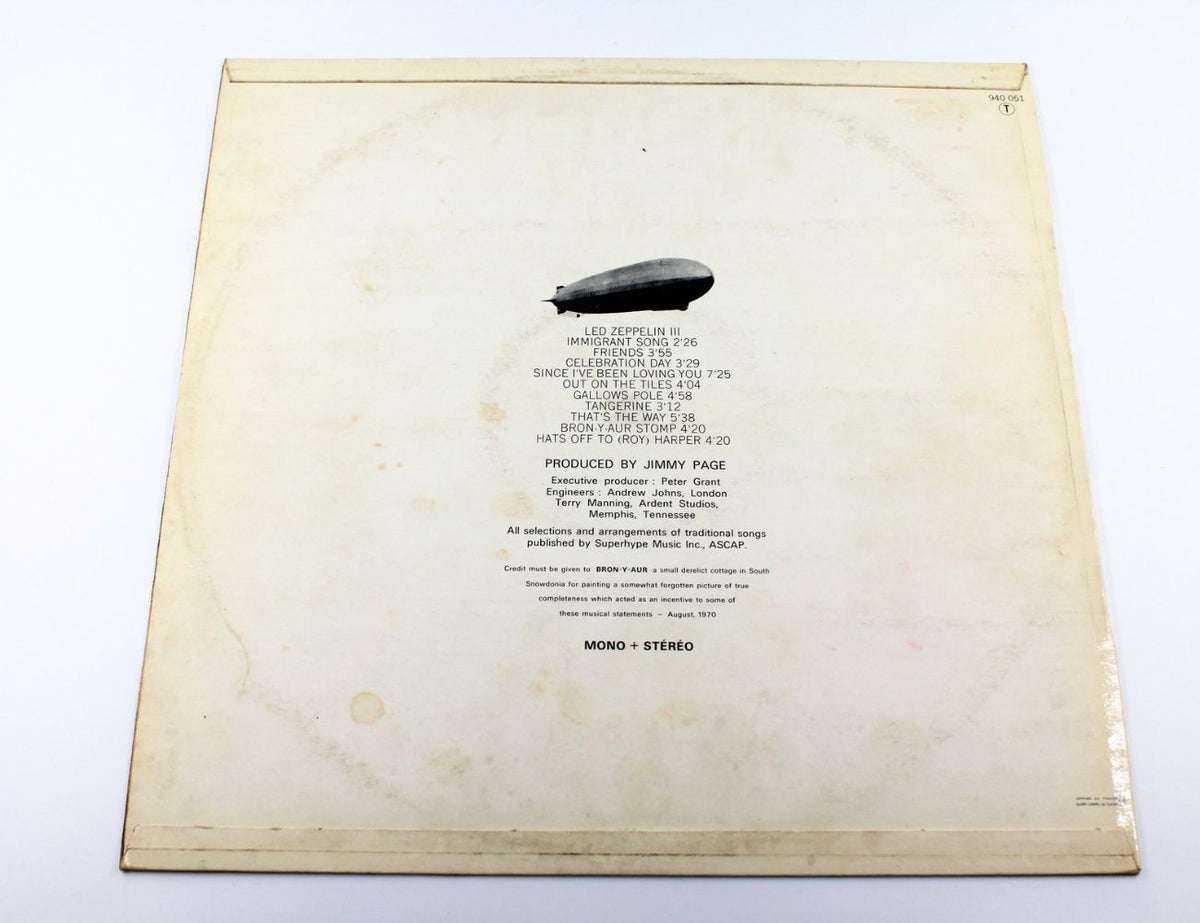 940 051
T
LED ZEPPELIN III
IMMIGRANT SONG 2'26
FRIENDS 3'55
CELEBRATION DAY 3'29
SINCE I'VE BEEN LOVING YOU 7'25
OUT ON THE TILES 4'04
GALLOWS POLE 4'58
TANGERINE 3'12
THAT'S THE WAY 5'38
BRON-Y-AUR STOMP 4'20
HATS OFF TO (ROY) HARPER 4'20
PRODUCED BY JIMMY PAGE
Executive producer : Peter Grant
Engineers : Andrew Johns, London
Terry Manning, Ardent Studios,
Memphis, Tennessee
All selections and arrangements of traditional songs
published by Superhype Music Inc., ASCAP.
Credit must be given to BRON-Y-AUR a small derelict cottage in South
Snowdonia for painting a somewhat forgotten picture of true
completeness which acted as an incentive to some of
these musical statements – August, 1970
MONO + STÉRÉO